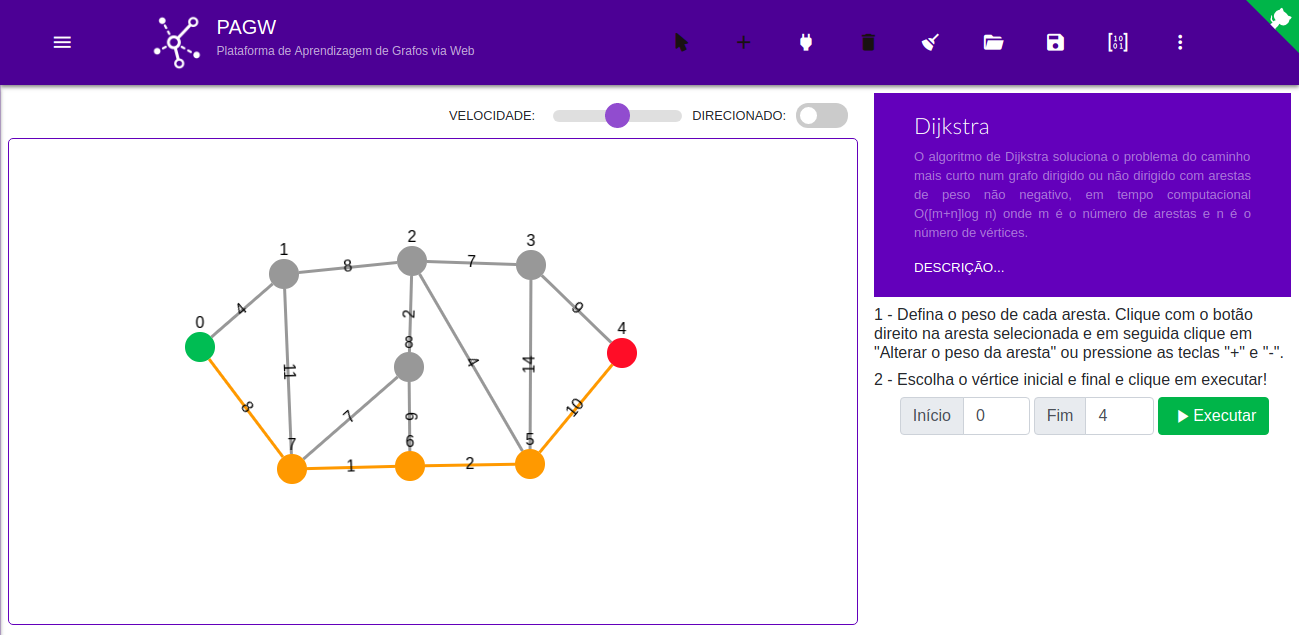 PAGW
Plataforma de Aprendizagem de Grafos via Web
10
01
VELOCIDADE:
DIRECIONADO:
Dijkstra
O algoritmo de Dijkstra soluciona o problema do caminho
mais curto num grafo dirigido ou não dirigido com arestas
de peso não negativo, em tempo computacional
O([m+n]log n) onde m é o número de arestas e n é o
número de vértices.
DESCRIÇÃO...
1 - Defina o peso de cada aresta. Clique com o botão
direito na aresta selecionada e em seguida clique em
"Alterar o peso da aresta" ou pressione as teclas "+" e "-".
2 - Escolha o vértice inicial e final e clique em executar!
Início 0 Fim 4 Executar
2
3
1
8
7
4
9
2
0
4
8
11
4
14
8
7
6
10
7
6
5
1
2